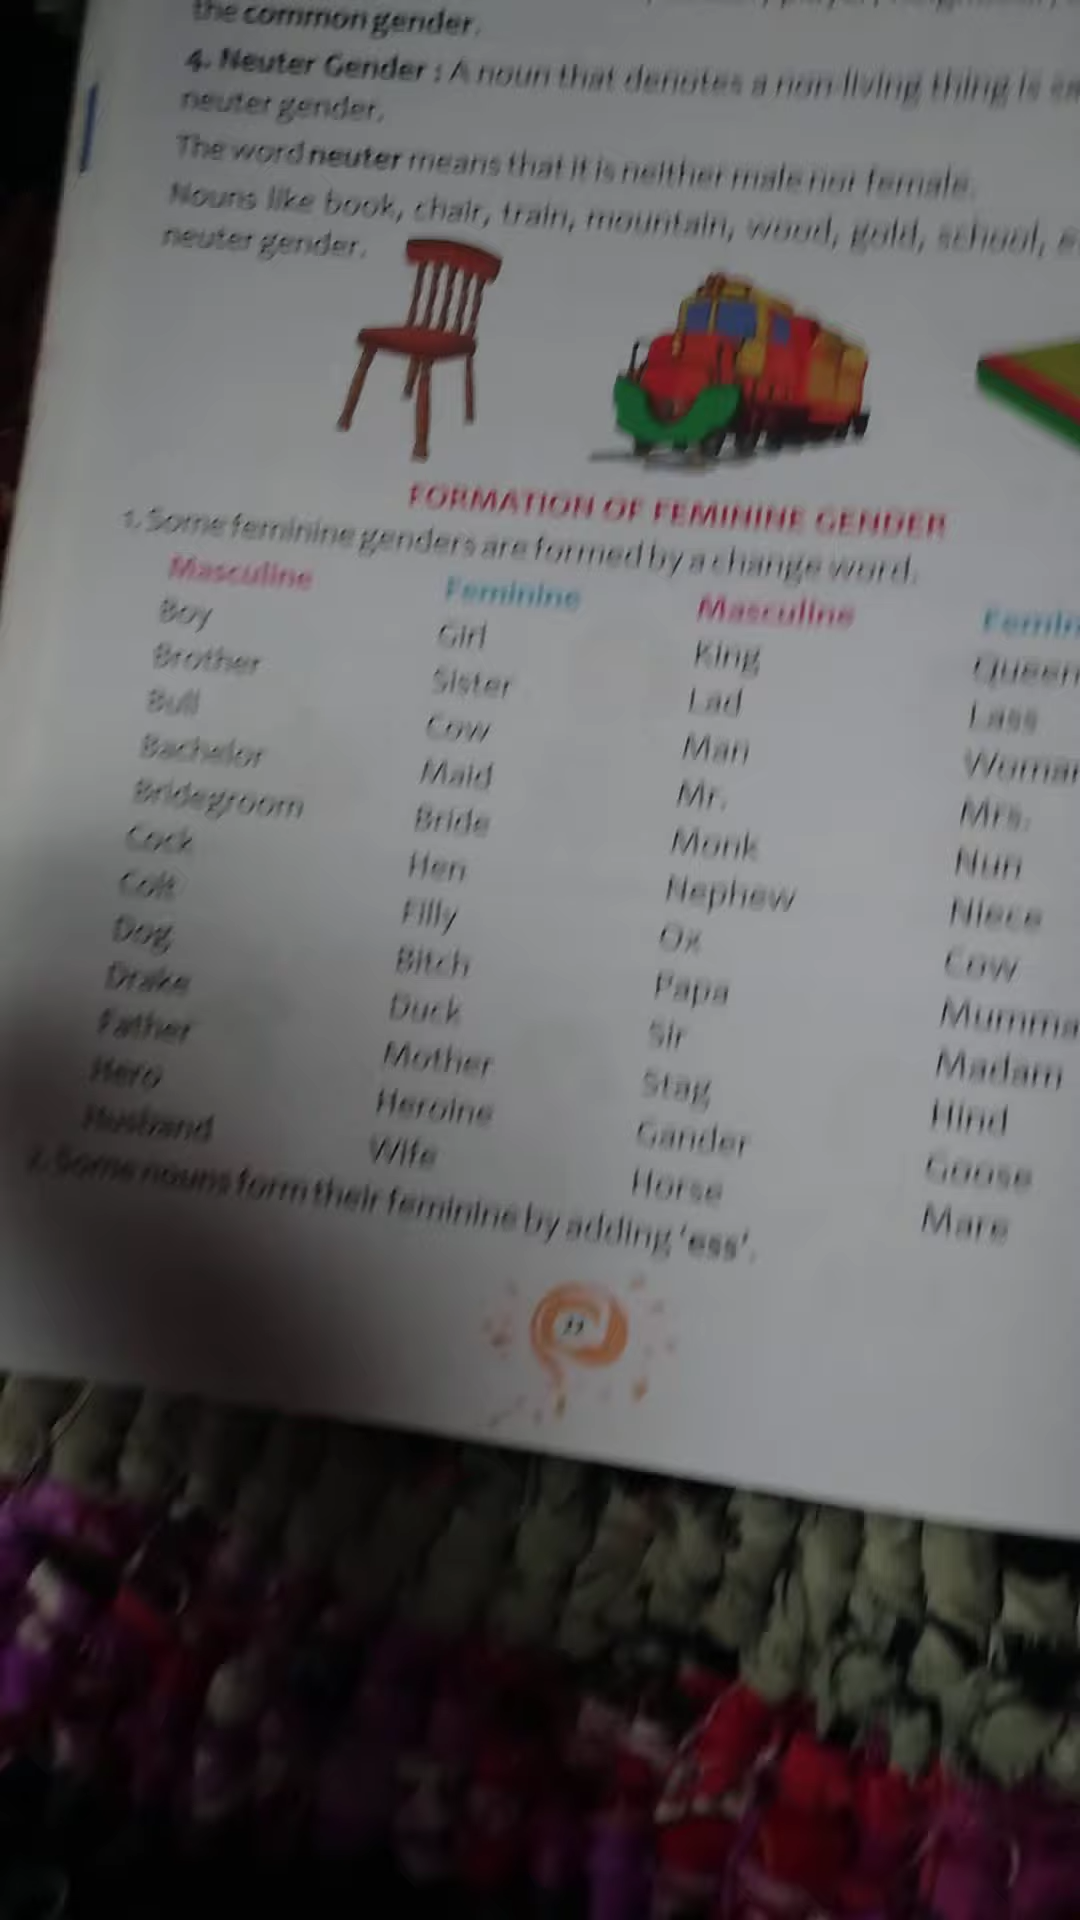 the common gender.
4. Neuter Gender : A noun that denotes a non-living thing is
neuter gender.
The word neuter means that it is neither male nor female.
Nouns like book, chair, train, mountain, wood, gold, school,
neuter gender.
FORMATION OF FEMININE GENDER
1. Some feminine genders are formed by a change word.
Masculine Feminine Masculine Femin
Boy Girl King Queen
Brother Sister Lad Lass
Bull Cow Man Woman
Bachelor Maid Mr. Mrs.
Bridegroom Bride Monk Nun
Cock Hen Nephew Niece
Colt Filly Ox Cow
Dog Bitch Papa Mumma
Drake Duck Sir Madam
Father Mother Stag Hind
Hero Heroine Gander Goose
Husband Wife Horse Mare
2. Some nouns form their feminine by adding 'ess'.